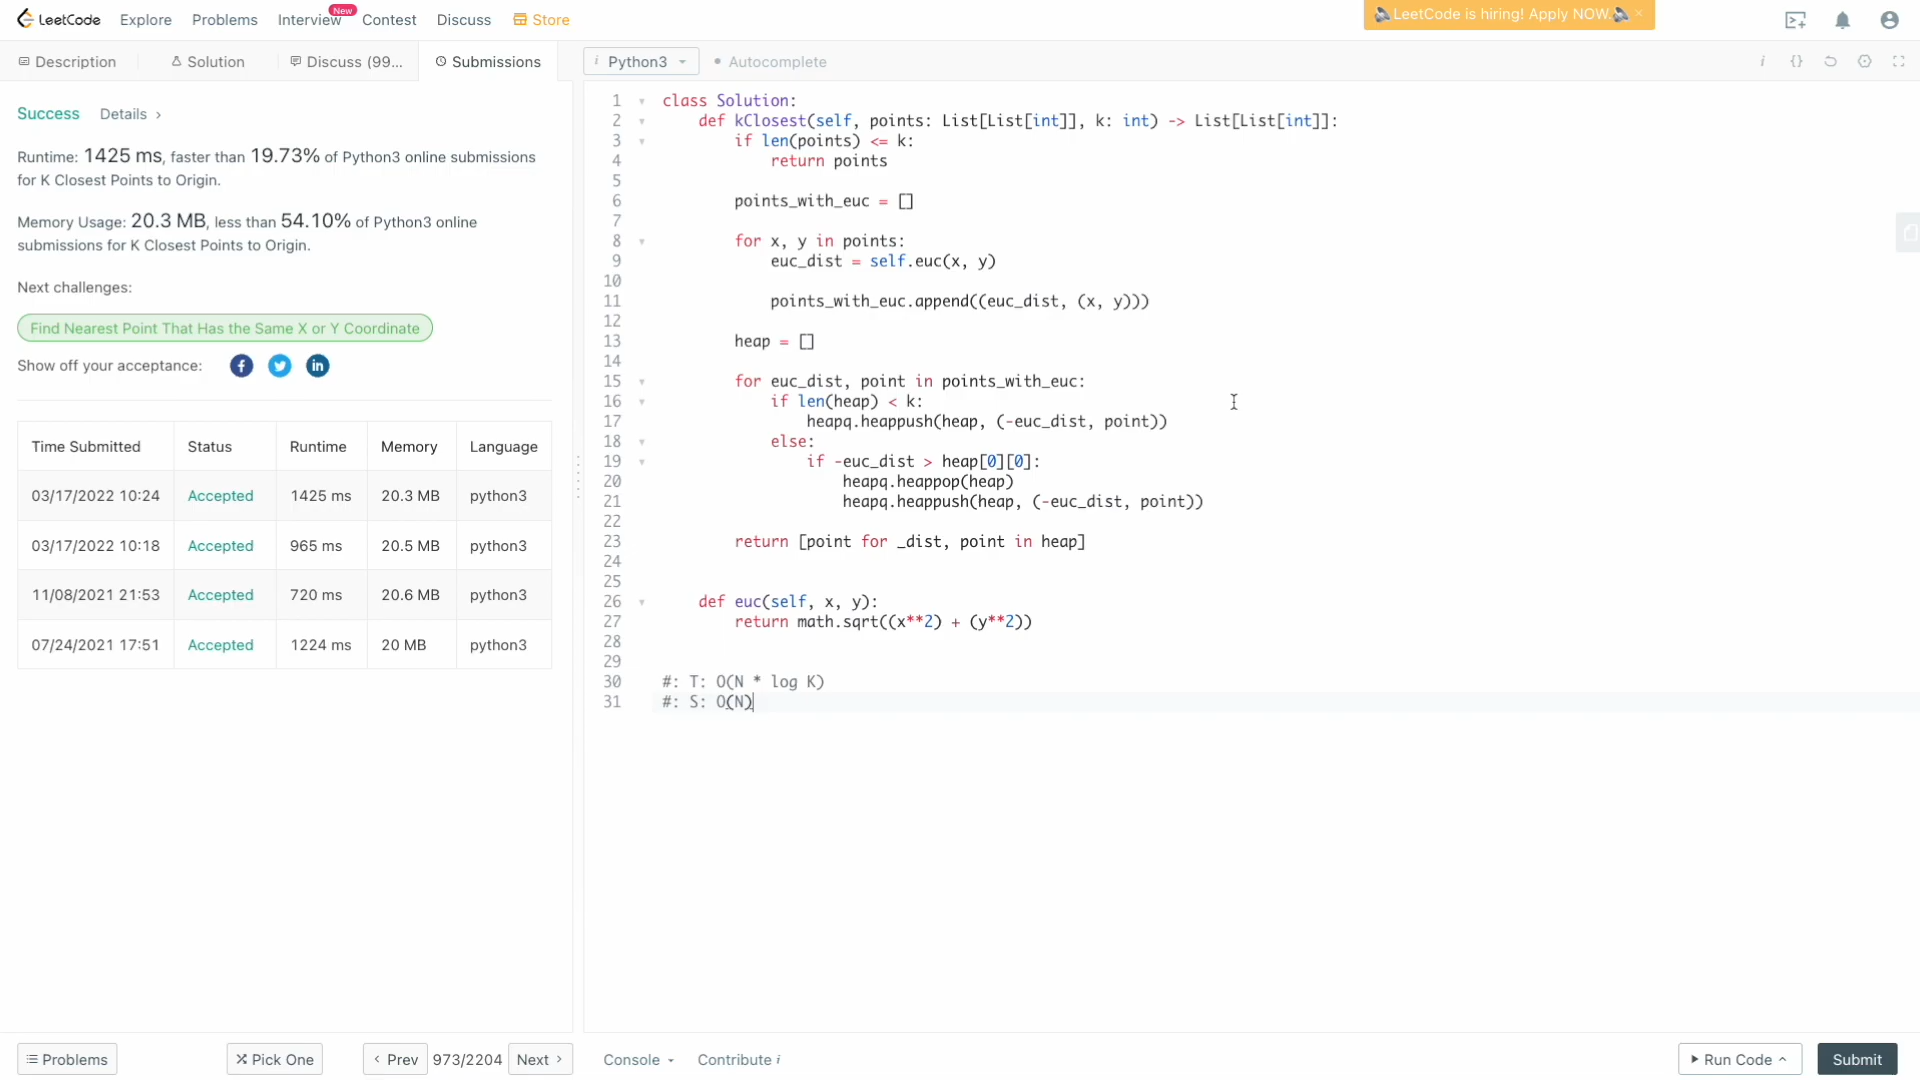 LeetCode Explore Problems Interview New Contest Discuss Store
LeetCode is hiring! Apply NOW.
Description Solution Discuss (99... Submissions
i Python3 Autocomplete
Success Details
Runtime: 1425 ms, faster than 19.73% of Python3 online submissions
for K Closest Points to Origin.
Memory Usage: 20.3 MB, less than 54.10% of Python3 online
submissions for K Closest Points to Origin.
Next challenges:
Find Nearest Point That Has the Same X or Y Coordinate
Show off your acceptance:
Time Submitted Status Runtime Memory Language
03/17/2022 10:24 Accepted 1425 ms 20.3 MB python3
03/17/2022 10:18 Accepted 965 ms 20.5 MB python3
11/08/2021 21:53 Accepted 720 ms 20.6 MB python3
07/24/2021 17:51 Accepted 1224 ms 20 MB python3
1 class Solution:
2 def kClosest(self, points: List[List[int]], k: int) -> List[List[int]]:
3 if len(points) <= k:
4 return points
5
6 points_with_euc = []
7
8 for x, y in points:
9 euc_dist = self.euc(x, y)
10
11 points_with_euc.append((euc_dist, (x, y)))
12
13 heap = []
14
15 for euc_dist, point in points_with_euc:
16 if len(heap) < k:
17 heapq.heappush(heap, (-euc_dist, point))
18 else:
19 if -euc_dist > heap[0][0]:
20 heapq.heappop(heap)
21 heapq.heappush(heap, (-euc_dist, point))
22
23 return [point for _dist, point in heap]
24
25
26 def euc(self, x, y):
27 return math.sqrt((x**2) + (y**2))
28
29
30 #: T: O(N * log K)
31 #: S: O(N)
Problems Pick One Prev 973/2204 Next Console Contribute i Run Code Submit